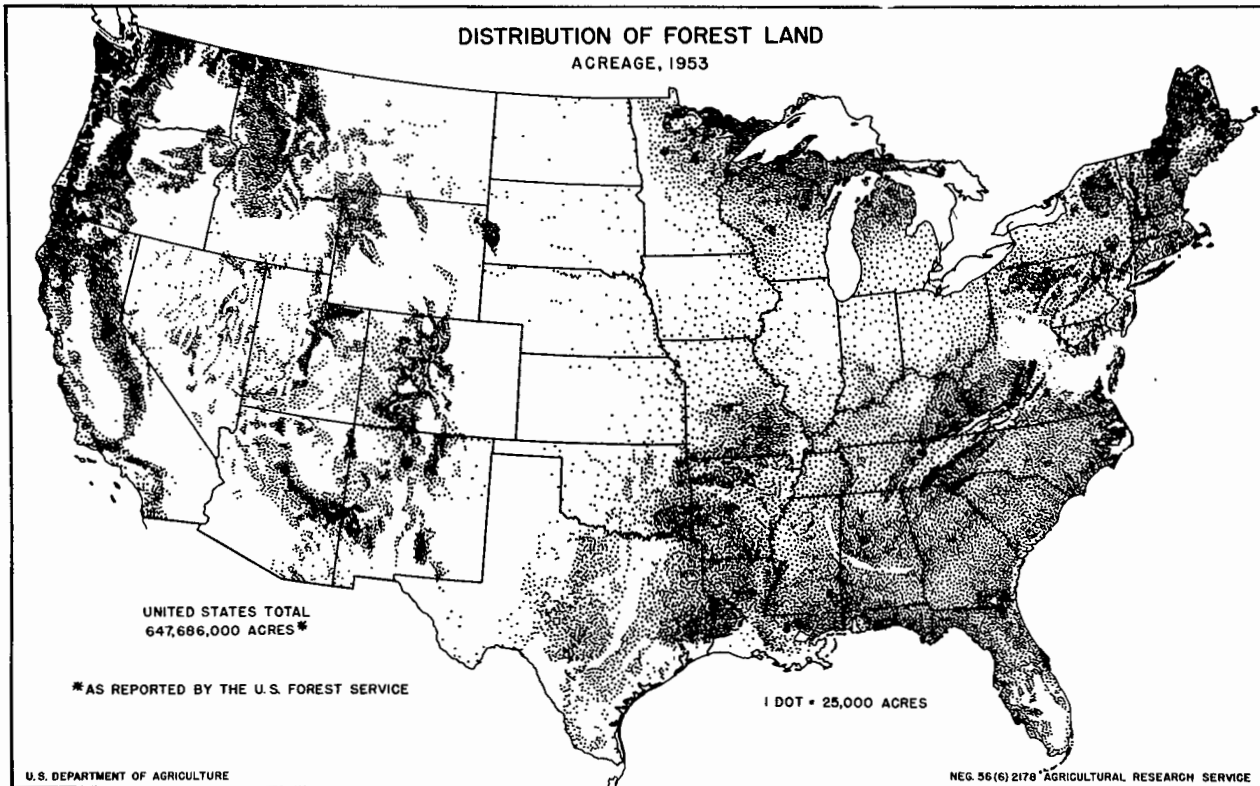 DISTRIBUTION OF FOREST LAND
ACREAGE, 1953
UNITED STATES TOTAL
647,686,000 ACRES*
*AS REPORTED BY THE U.S. FOREST SERVICE
1 DOT = 25,000 ACRES
U.S. DEPARTMENT OF AGRICULTURE
NEG. 56(6) 2178 AGRICULTURAL RESEARCH SERVICE